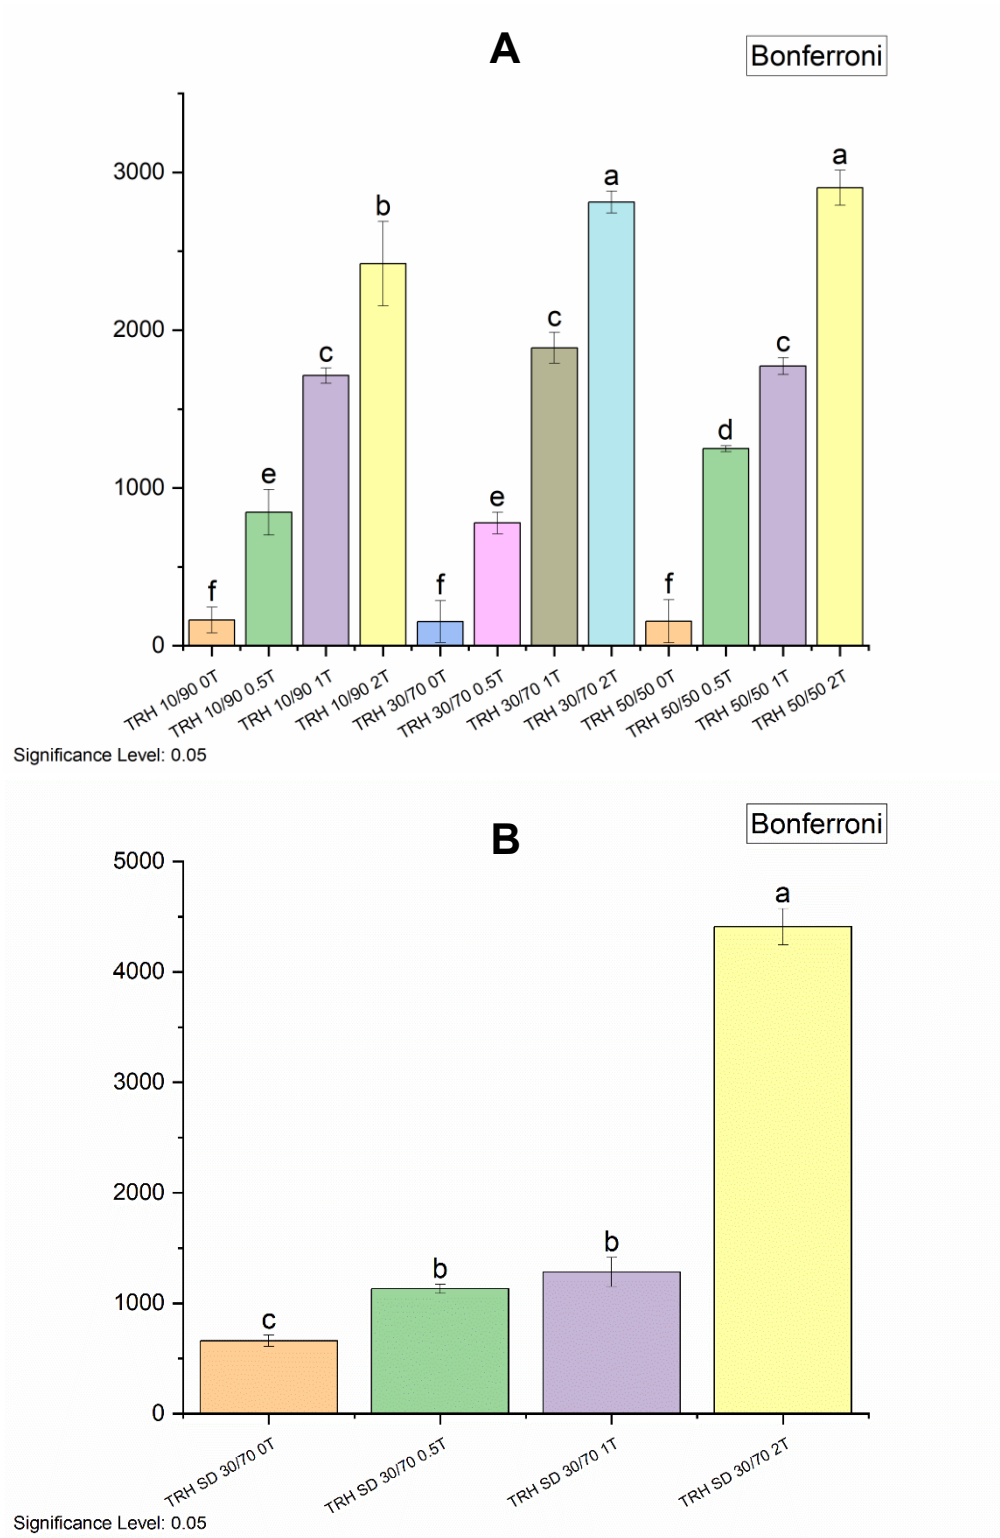 A
Bonferroni
3000
2000
1000
0
f
e
c
b
f
e
c
a
f
d
c
a
TRH 10/90 0T
TRH 10/90 0.5T
TRH 10/90 1T
TRH 10/90 2T
TRH 30/70 0T
TRH 30/70 0.5T
TRH 30/70 1T
TRH 30/70 2T
TRH 50/50 0T
TRH 50/50 0.5T
TRH 50/50 1T
TRH 50/50 2T
Significance Level: 0.05
B
Bonferroni
5000
4000
3000
2000
1000
0
c
b
b
a
TRH SD 30/70 0T
TRH SD 30/70 0.5T
TRH SD 30/70 1T
TRH SD 30/70 2T
Significance Level: 0.05